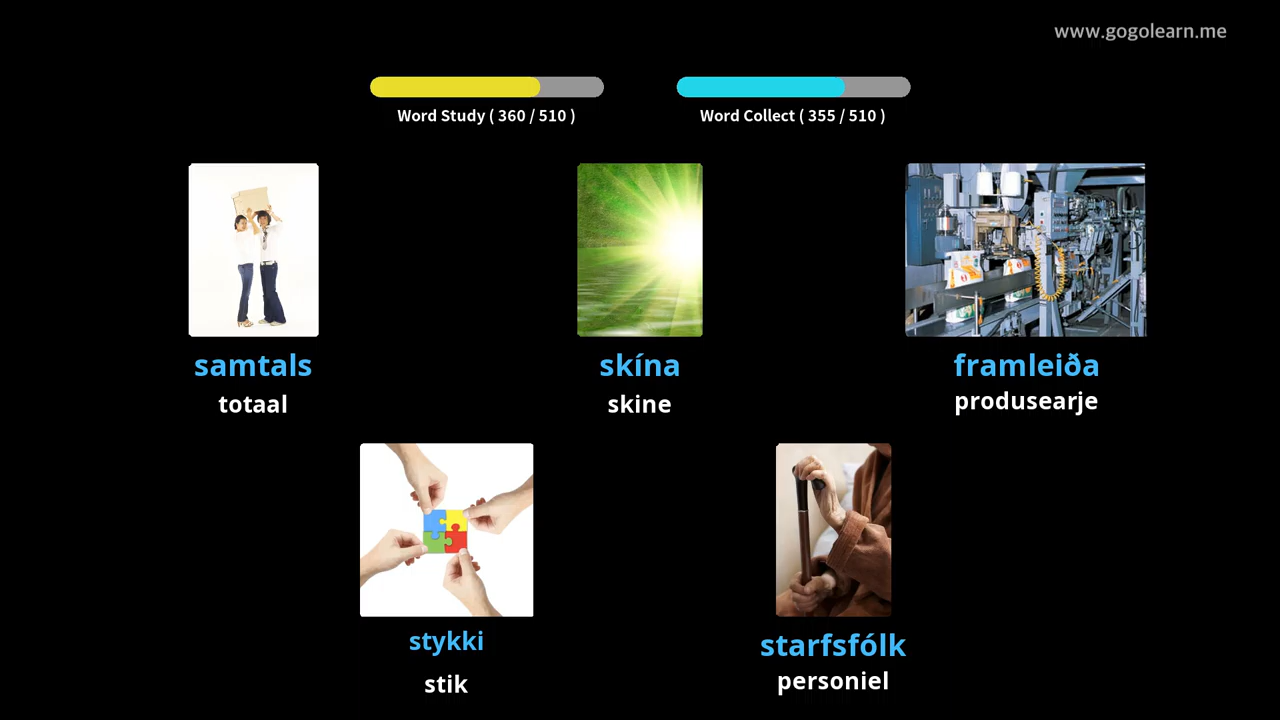 www.gogolearn.me
Word Study ( 360 / 510 )
Word Collect ( 355 / 510 )
samtals
totaal
skína
skine
framleiða
produsearje
stykki
stik
starfsfólk
personiel